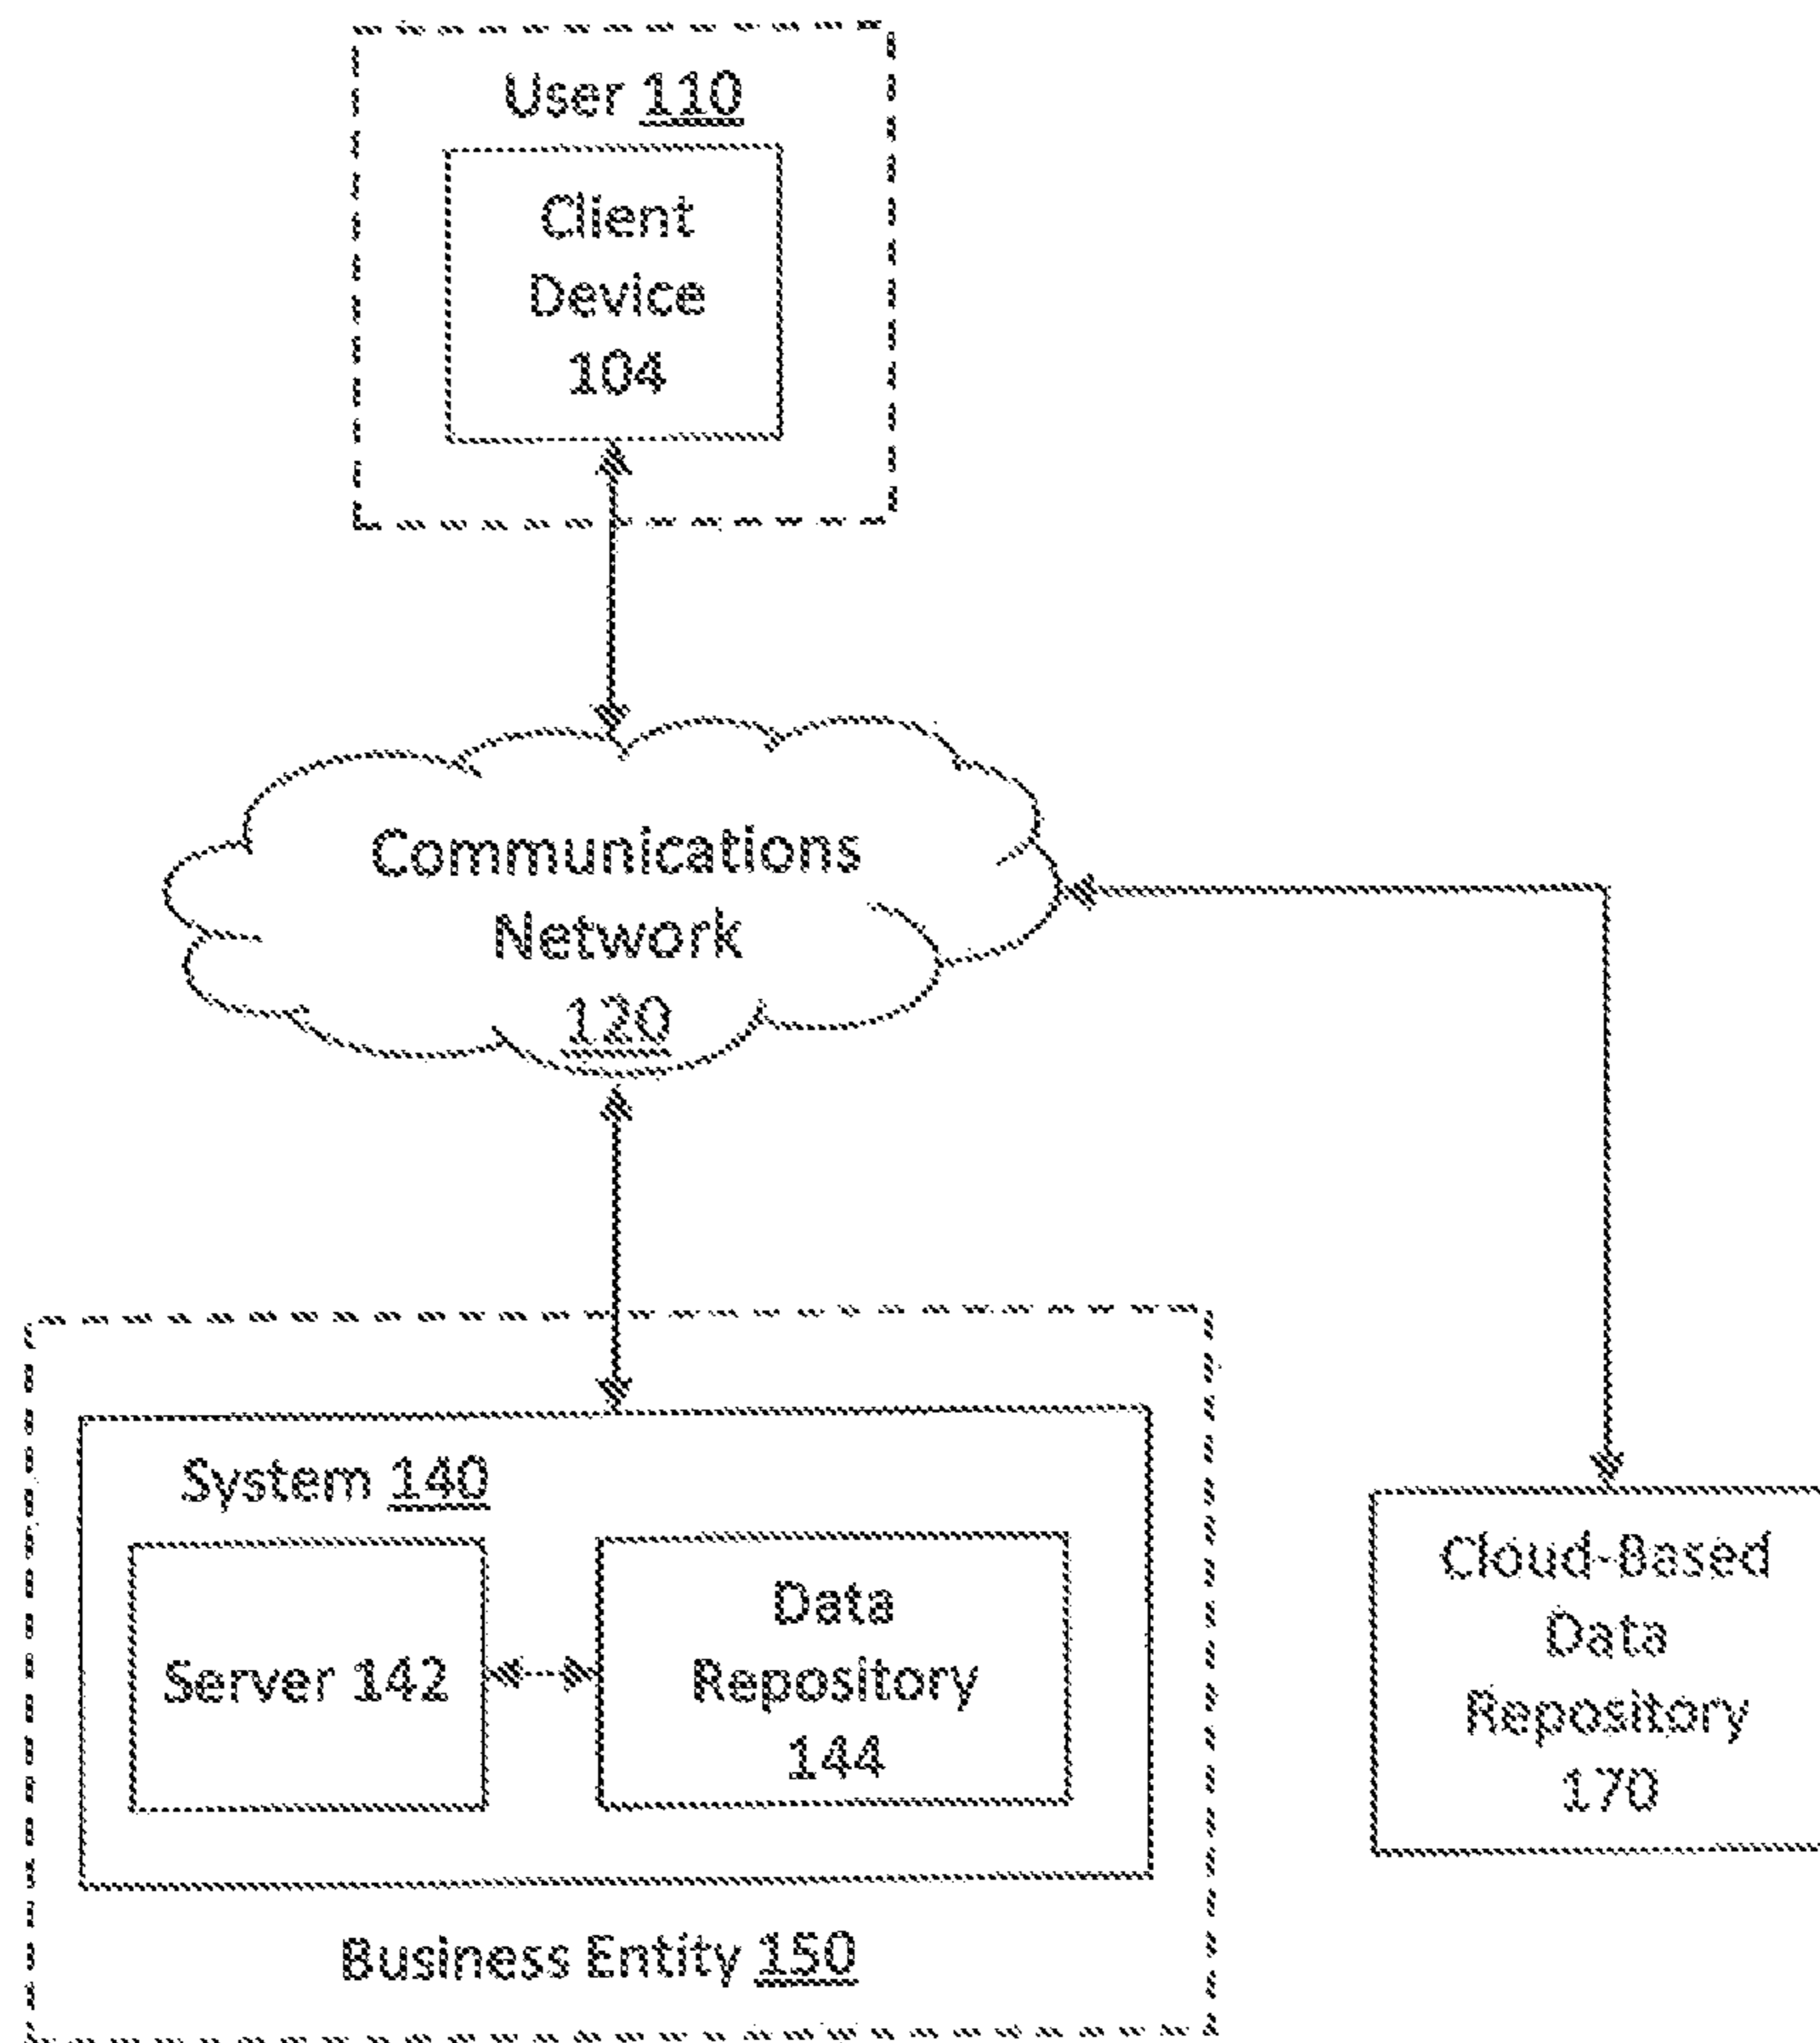 User 110
Client
Device
104
Communications
Network
120
System 140
Server 142
Data
Repository
144
Business Entity 150
Cloud-Based
Data
Repository
170